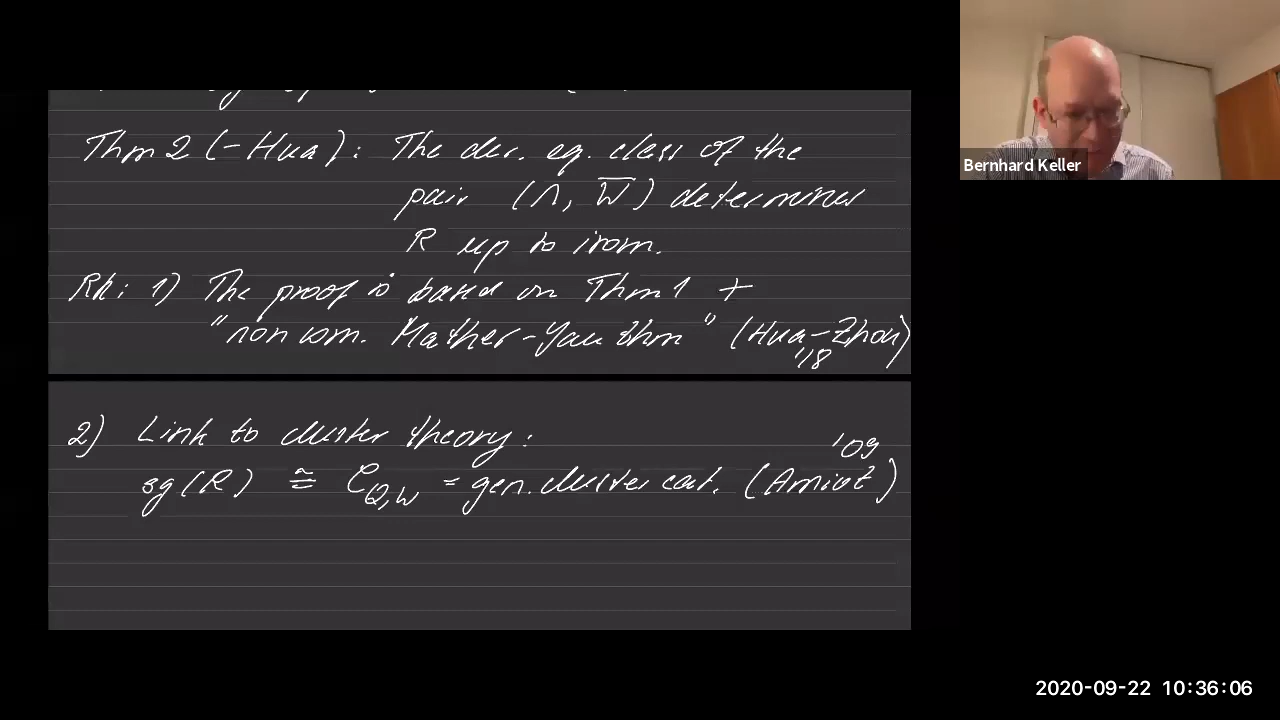 Thm 2 (-Hua): The der. eq. class of the
pair (Λ, W̅) determines
R up to isom.
Rk: 1) The proof is based on Thm 1 +
"non com. Mather-Yau thm" (Hua-Zhou)
'18
2) Link to cluster theory:
'09
sg(R) ≅ C_{Q,W} = gen. cluster cat. (Amiot)
Bernhard Keller
2020-09-22 10:36:06